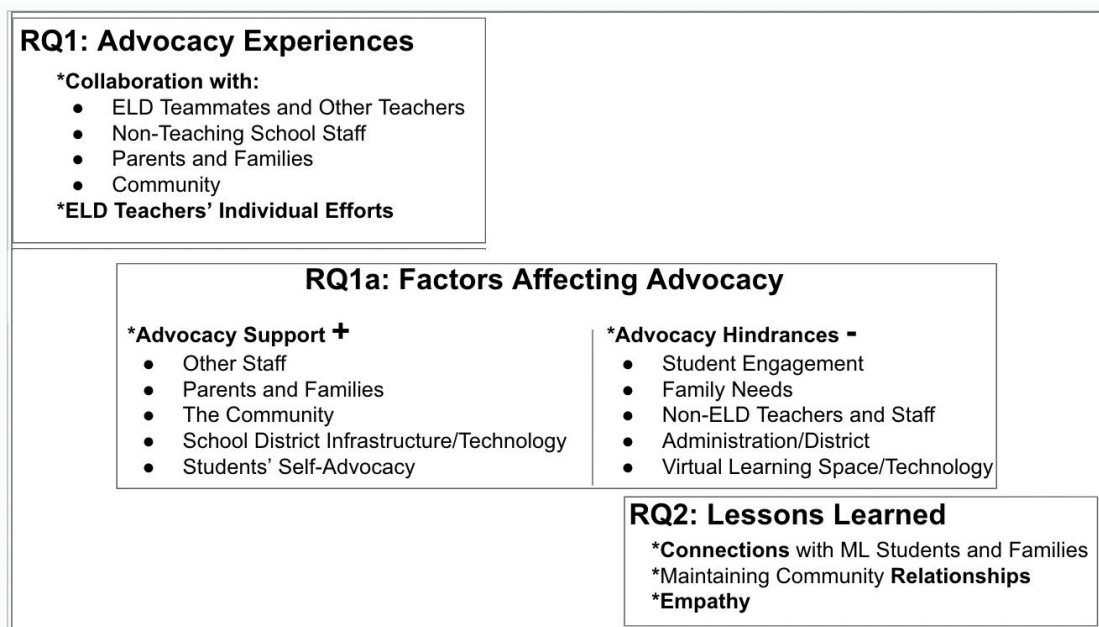 RQ1: Advocacy Experiences
*Collaboration with:
● ELD Teammates and Other Teachers
● Non-Teaching School Staff
● Parents and Families
● Community
*ELD Teachers’ Individual Efforts
RQ1a: Factors Affecting Advocacy
*Advocacy Support +
● Other Staff
● Parents and Families
● The Community
● School District Infrastructure/Technology
● Students’ Self-Advocacy
*Advocacy Hindrances -
● Student Engagement
● Family Needs
● Non-ELD Teachers and Staff
● Administration/District
● Virtual Learning Space/Technology
RQ2: Lessons Learned
*Connections with ML Students and Families
*Maintaining Community Relationships
*Empathy